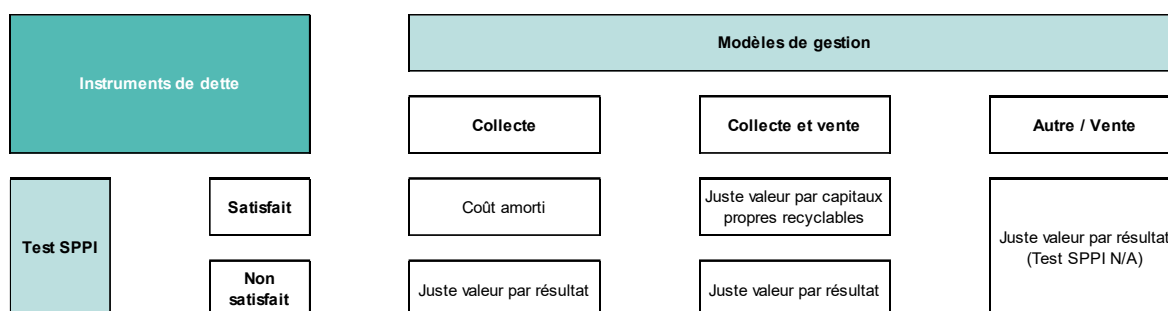 Modèles de gestion
Instruments de dette
Collecte
Collecte et vente
Autre / Vente
Test SPPI
Satisfait
Coût amorti
Juste valeur par capitaux
propres recyclables
Juste valeur par résultat
(Test SPPI N/A)
Non
satisfait
Juste valeur par résultat
Juste valeur par résultat